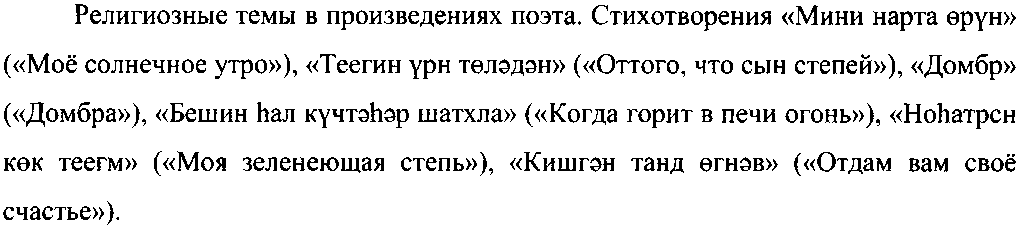 Религиозные темы в произведениях поэта. Стихотворения «Мини нарта өрүн»
(«Моё солнечное утро»), «Теегин үрн төләдән» («Оттого, что сын степей»), «Домбр»
(«Домбра»), «Бешин һал күчтәһәр шатхла» («Когда горит в печи огонь»), «Ноһатрсн
көк теегм» («Моя зеленеющая степь»), «Кишгән танд өгнәв» («Отдам вам своё
счастье»).